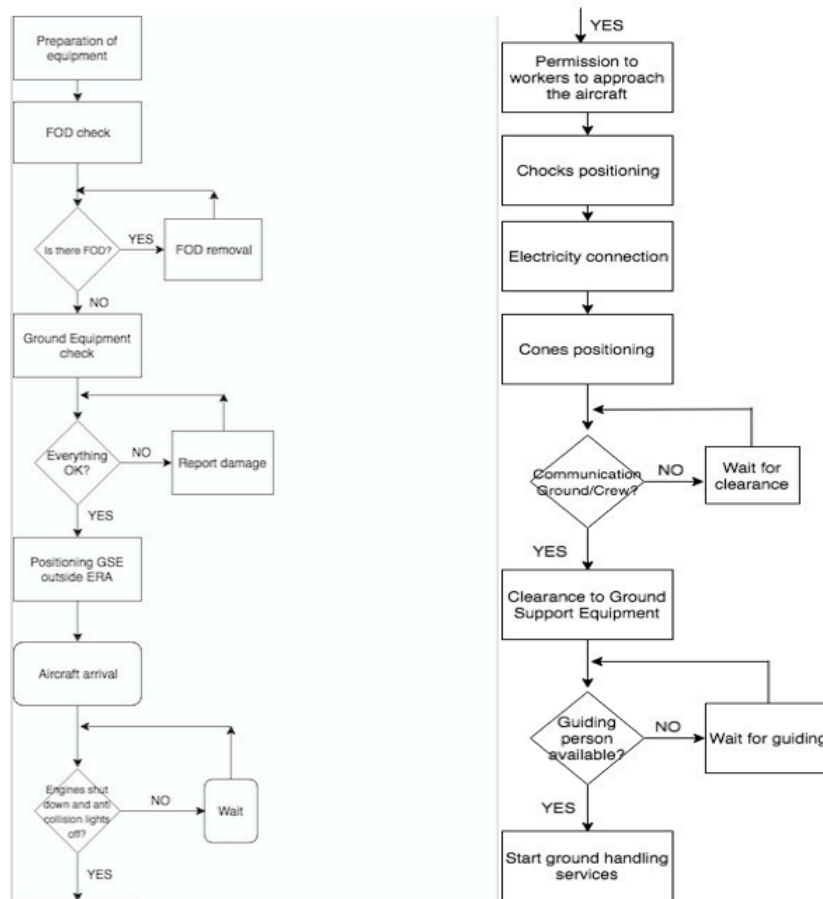 Preparation of
equipment
FOD check
Is there FOD?
YES
FOD removal
NO
Ground Equipment
check
Everything
OK?
NO
Report damage
YES
Positioning GSE
outside ERA
Aircraft arrival
Engines shut
down and anti
collision lights
off?
NO
Wait
YES
YES
Permission to
workers to approach
the aircraft
Chocks positioning
Electricity connection
Cones positioning
Communication
Ground/Crew?
NO
Wait for
clearance
YES
Clearance to Ground
Support Equipment
Guiding
person
available?
NO
Wait for guiding
YES
Start ground handling
services